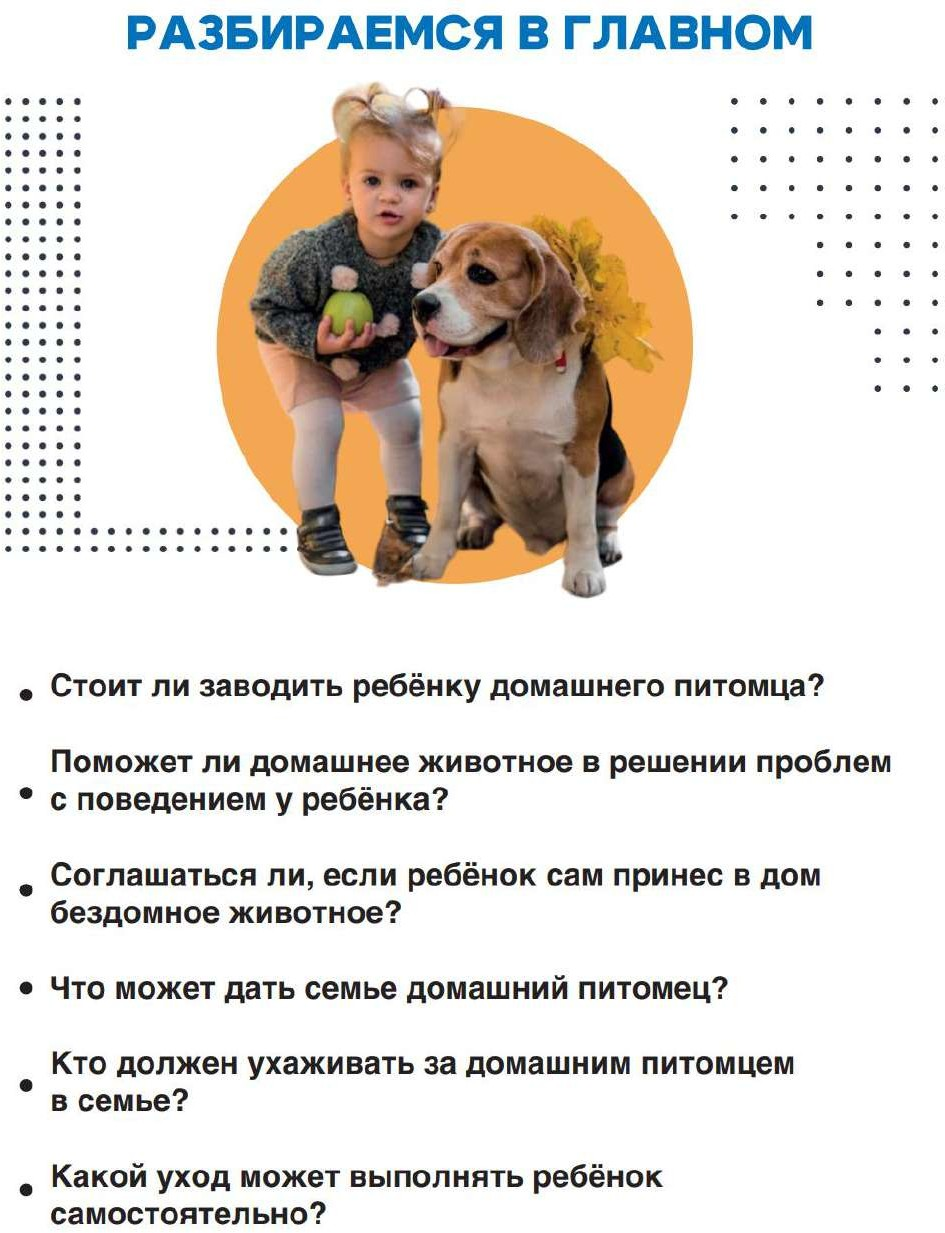 РАЗБИРАЕМСЯ В ГЛАВНОМ
• Стоит ли заводить ребёнку домашнего питомца?
Поможет ли домашнее животное в решении проблем
• с поведением у ребёнка?
• Соглашаться ли, если ребёнок сам принес в дом
бездомное животное?
• Что может дать семье домашний питомец?
Кто должен ухаживать за домашним питомцем
• в семье?
• Какой уход может выполнять ребёнок
самостоятельно?